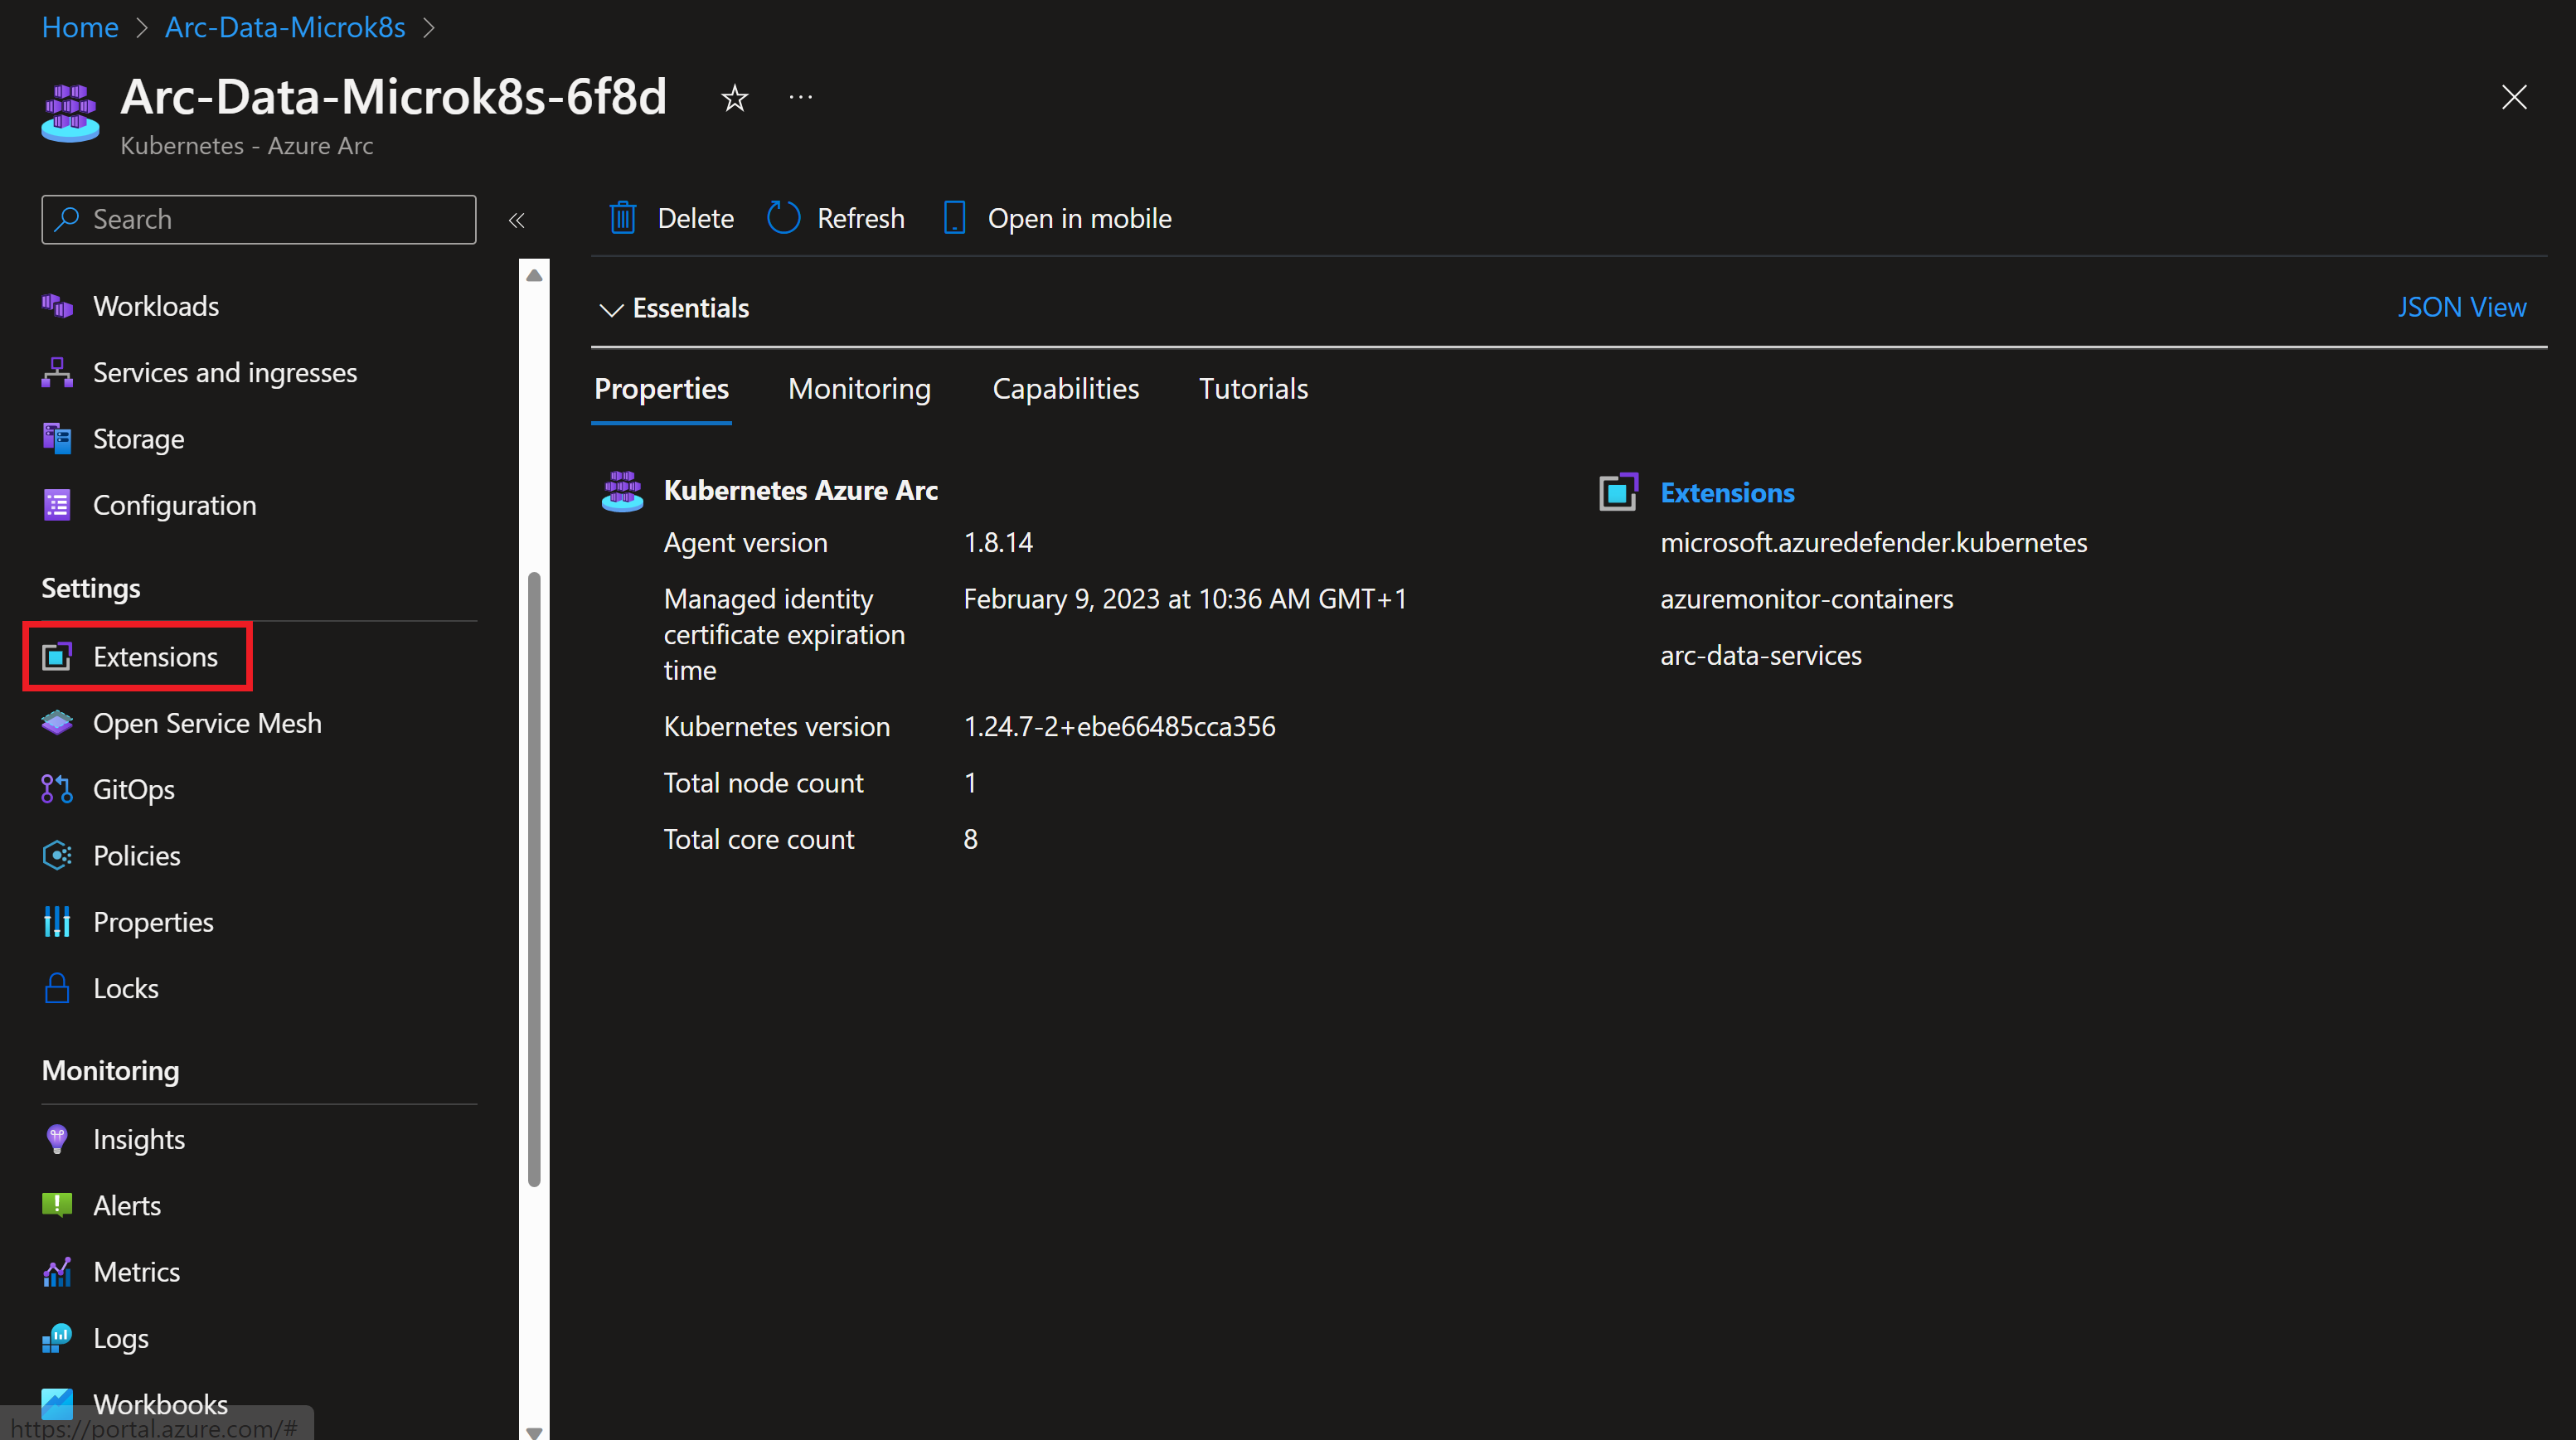 Home > Arc-Data-Microk8s >
Arc-Data-Microk8s-6f8d
Kubernetes - Azure Arc
Search
Workloads
Services and ingresses
Storage
Configuration
Settings
Extensions
Open Service Mesh
GitOps
Policies
Properties
Locks
Monitoring
Insights
Alerts
Metrics
Logs
Workbooks
https://portal.azure.com/#
Delete Refresh Open in mobile
Essentials JSON View
Properties Monitoring Capabilities Tutorials
Kubernetes Azure Arc
Agent version 1.8.14
Managed identity February 9, 2023 at 10:36 AM GMT+1
certificate expiration
time
Kubernetes version 1.24.7-2+ebe66485cca356
Total node count 1
Total core count 8
Extensions
microsoft.azuredefender.kubernetes
azuremonitor-containers
arc-data-services